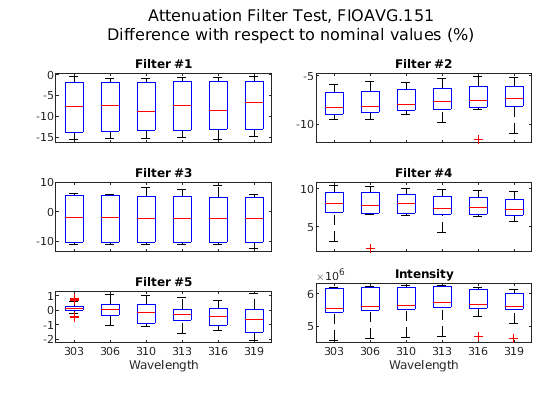 Attenuation Filter Test, FIOAVG.151
Difference with respect to nominal values (%)
Filter #1
0
-5
-10
-15
Filter #2
-5
-10
Filter #3
10
0
-10
Filter #4
10
5
Filter #5
1
0
-1
-2
303 306 310 313 316 319
Wavelength
Intensity
×10⁶
6
5
303 306 310 313 316 319
Wavelength